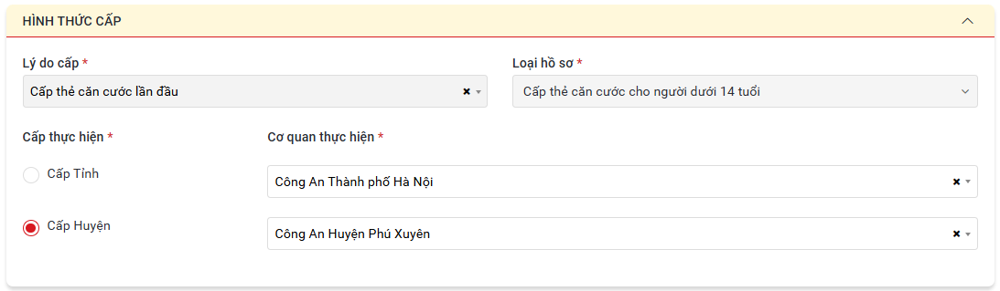 HÌNH THỨC CẤP
Lý do cấp *
Loại hồ sơ *
Cấp thẻ căn cước lần đầu
Cấp thẻ căn cước cho người dưới 14 tuổi
Cấp thực hiện *
Cơ quan thực hiện *
Cấp Tỉnh
Công An Thành phố Hà Nội
Cấp Huyện
Công An Huyện Phú Xuyên